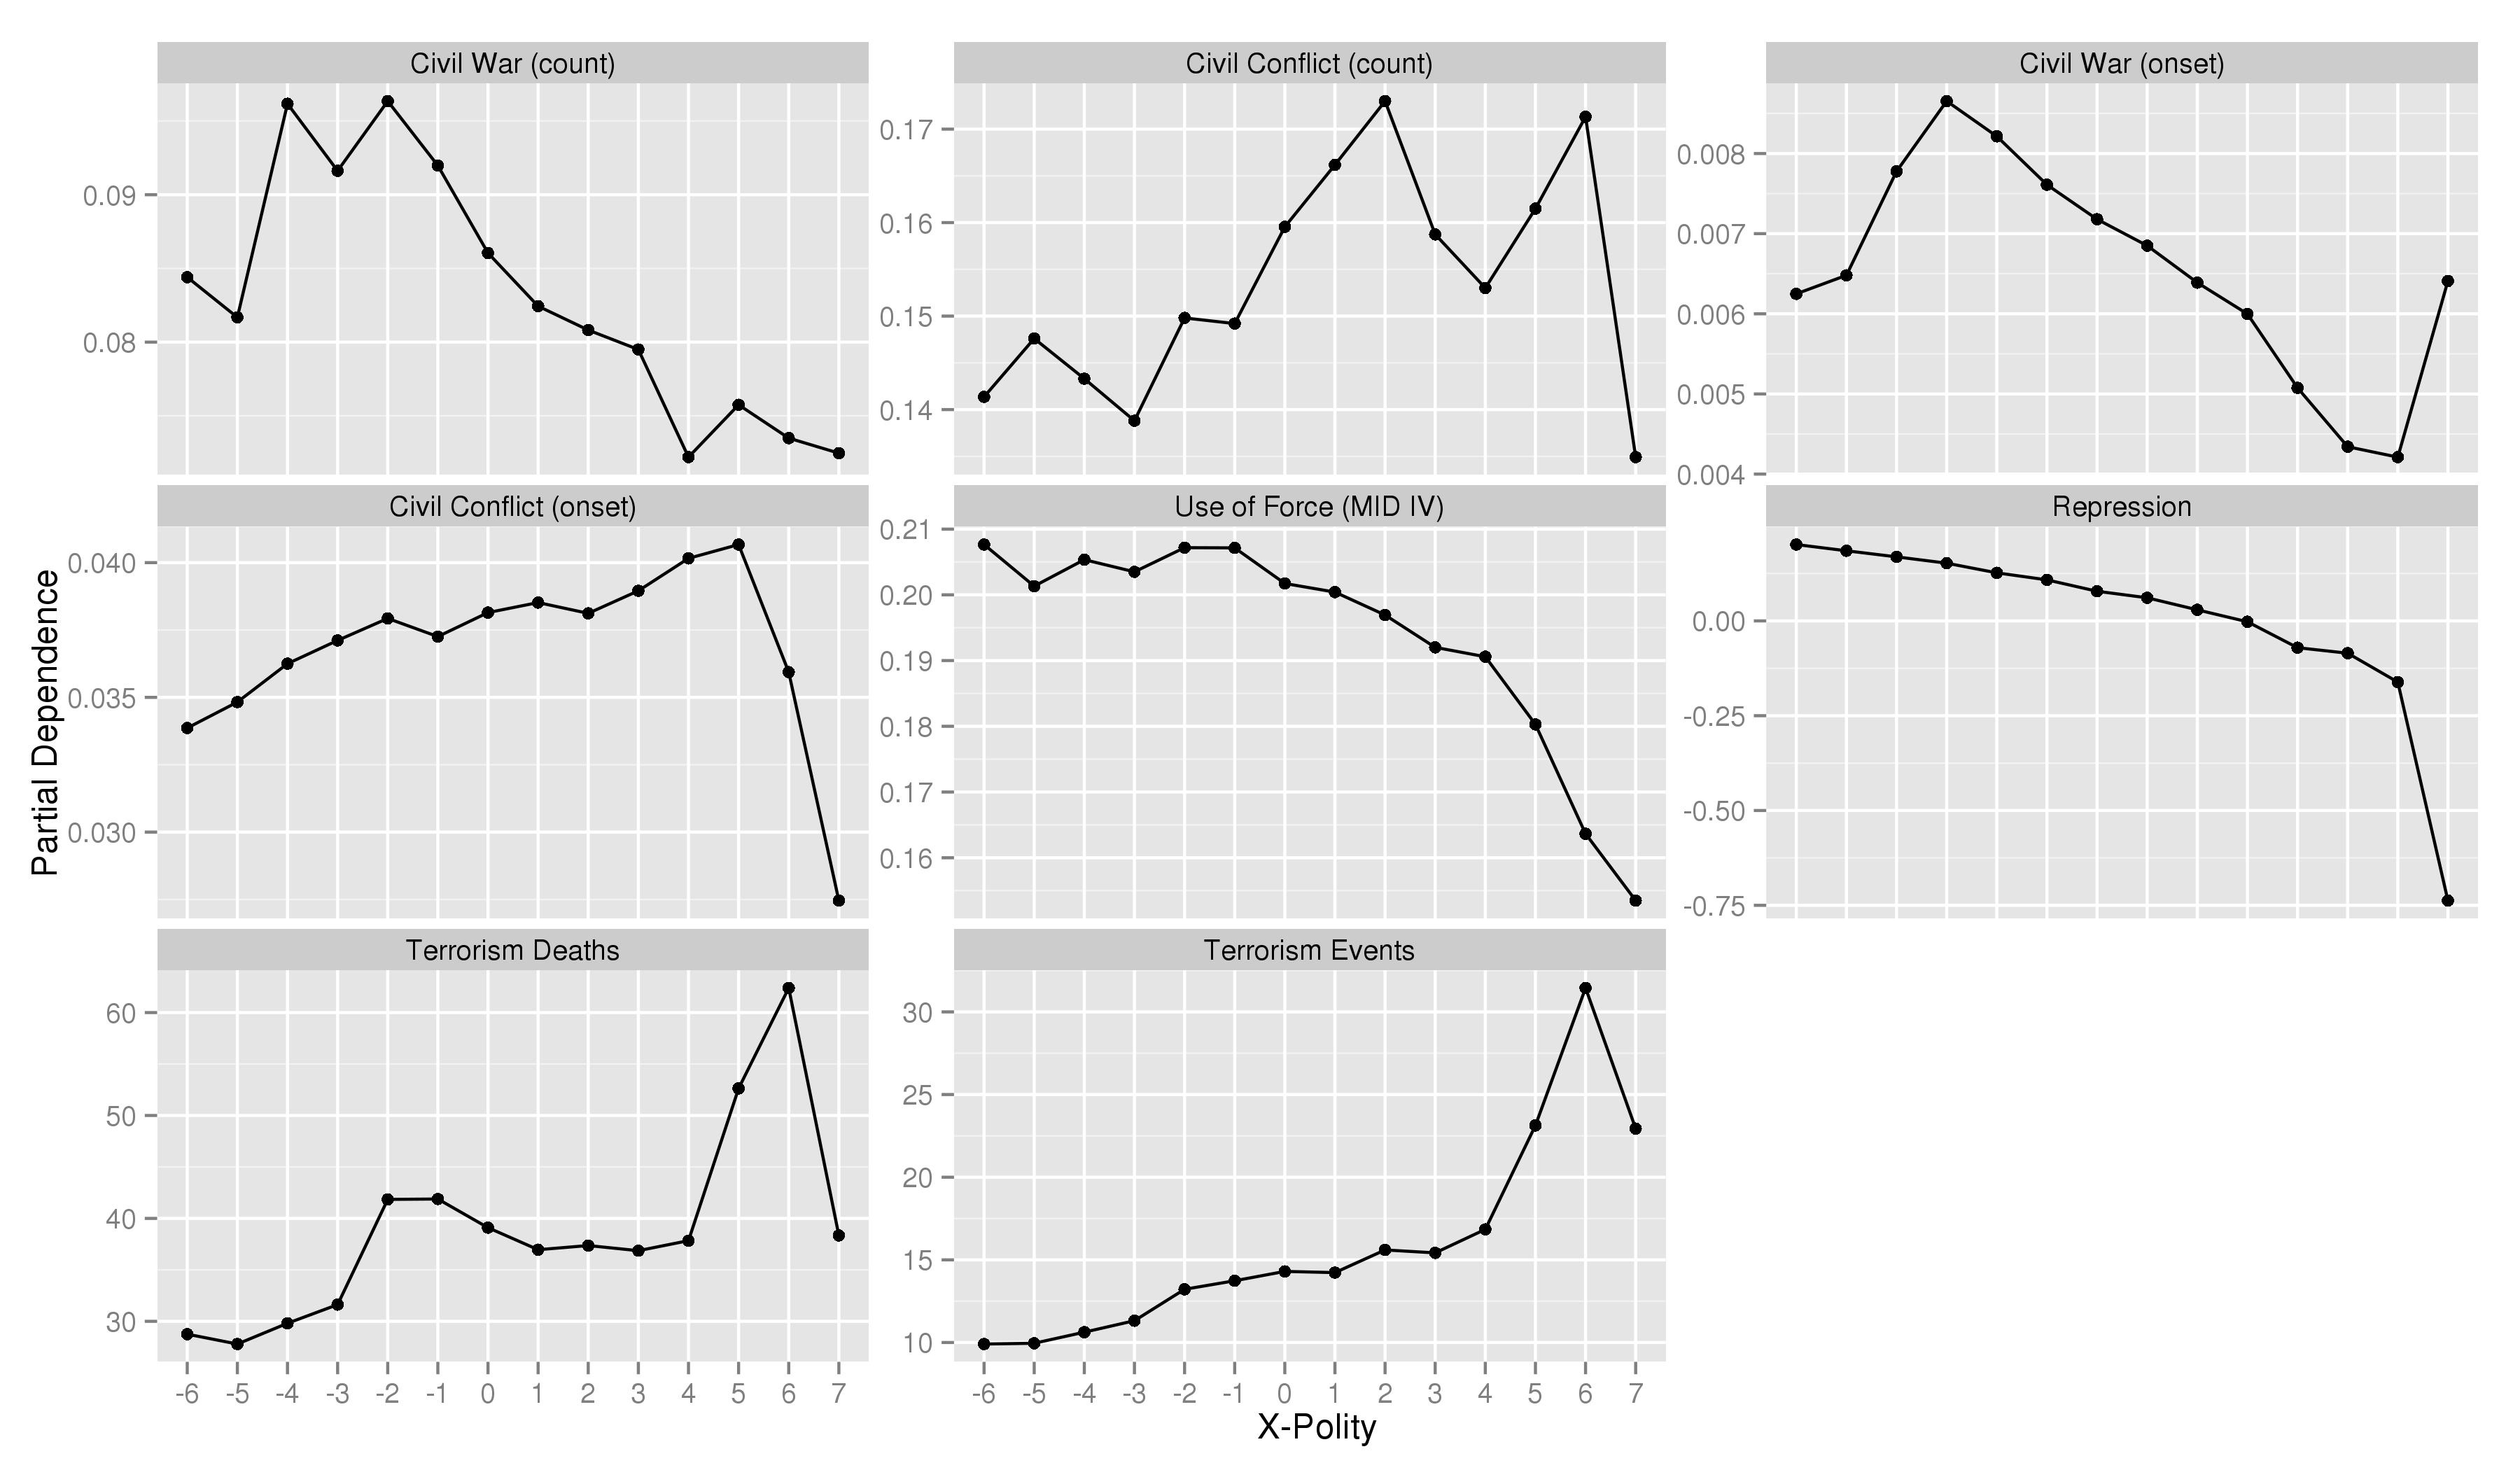 Civil War (count)
Civil Conflict (count)
Civil War (onset)
0.09
0.08
0.17
0.16
0.15
0.14
0.008
0.007
0.006
0.005
0.004
Civil Conflict (onset)
Use of Force (MID IV)
Repression
Partial Dependence
0.040
0.035
0.030
0.21
0.20
0.19
0.18
0.17
0.16
0.00
-0.25
-0.50
-0.75
Terrorism Deaths
Terrorism Events
60
50
40
30
30
25
20
15
10
-6 -5 -4 -3 -2 -1 0 1 2 3 4 5 6 7
-6 -5 -4 -3 -2 -1 0 1 2 3 4 5 6 7
X-Polity